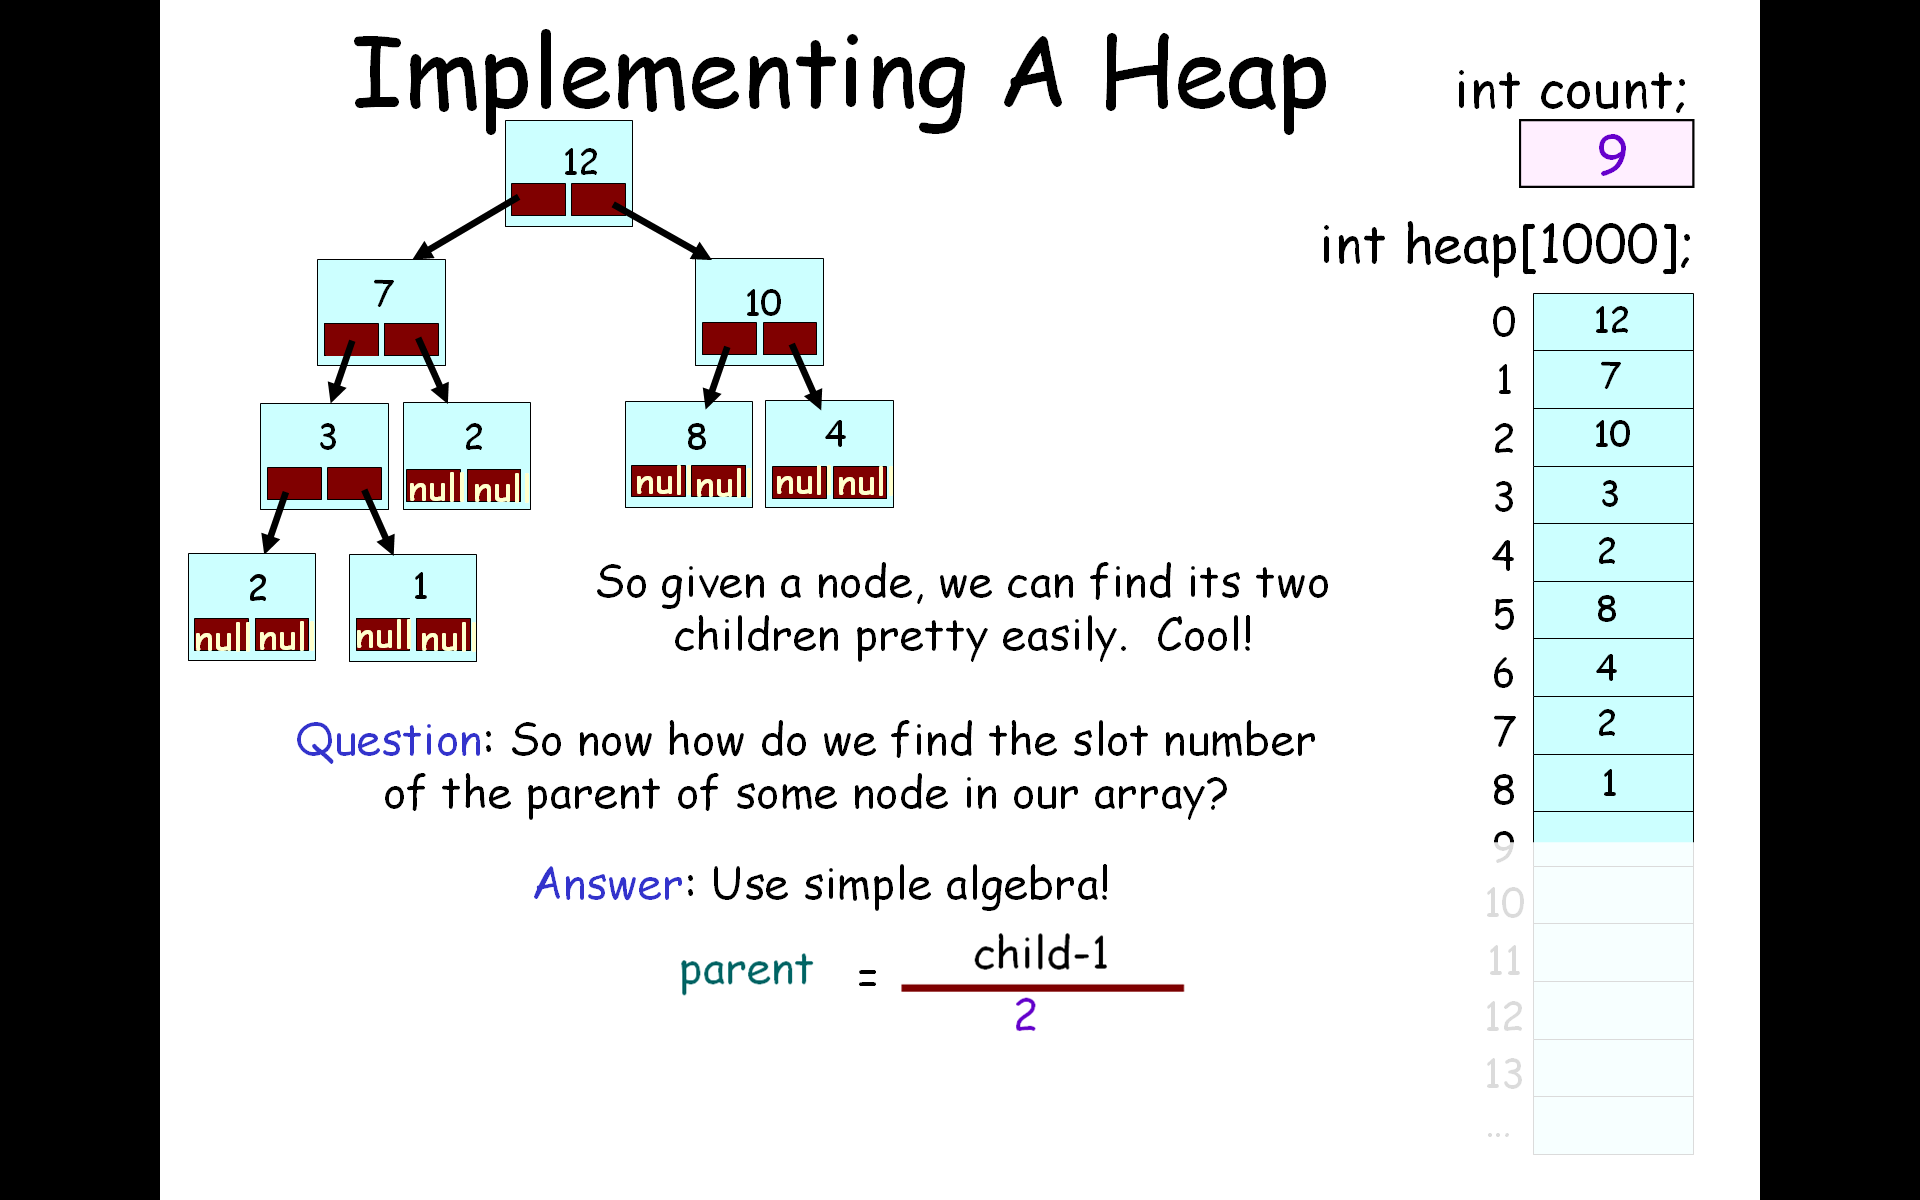 Implementing A Heap
int count;
9
int heap[1000];
12
7
10
3
2
8
4
nul nul
nul nul
nul nul
2
1
null null
null null
0 12
1 7
2 10
3 3
4 2
5 8
6 4
7 2
8 1
9
10
11
12
13
...
So given a node, we can find its two
children pretty easily. Cool!
Question: So now how do we find the slot number
of the parent of some node in our array?
Answer: Use simple algebra!
parent = child-1
2